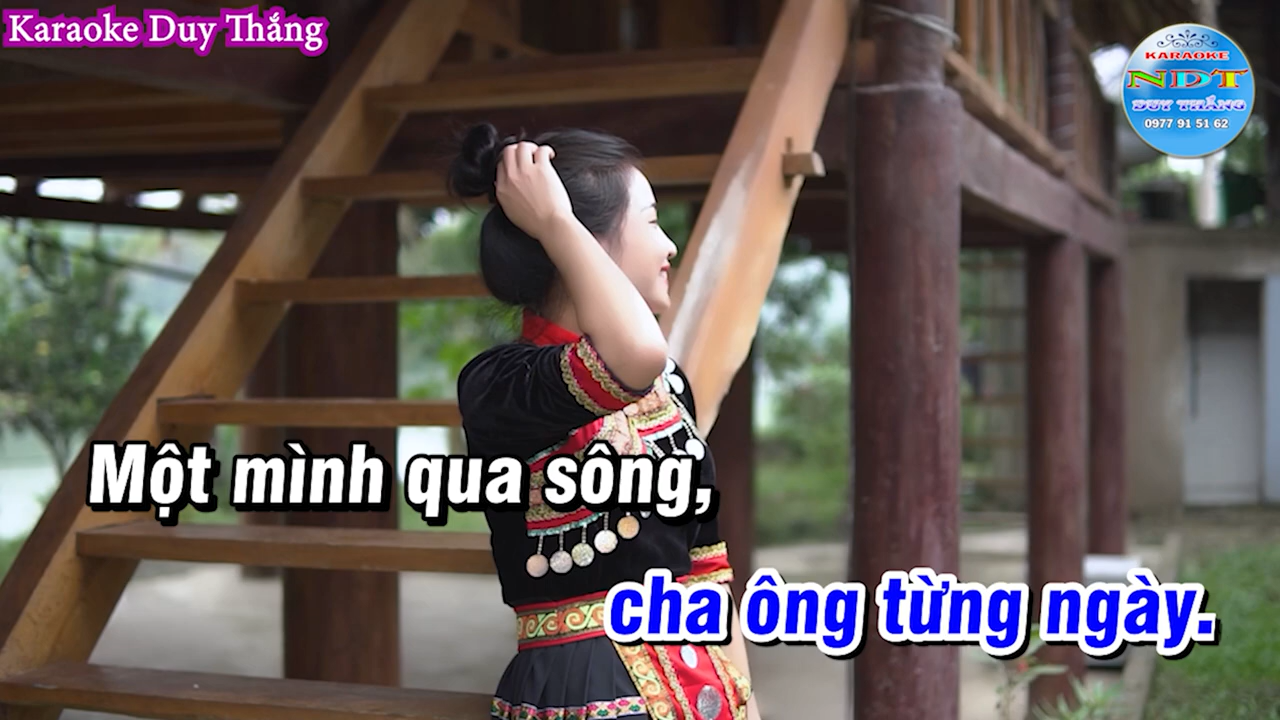 Karaoke Duy Thắng
KARAOKE
NDT
DUY THẮNG
0977 91 51 62
Một mình qua sông,
cha ông từng ngày.